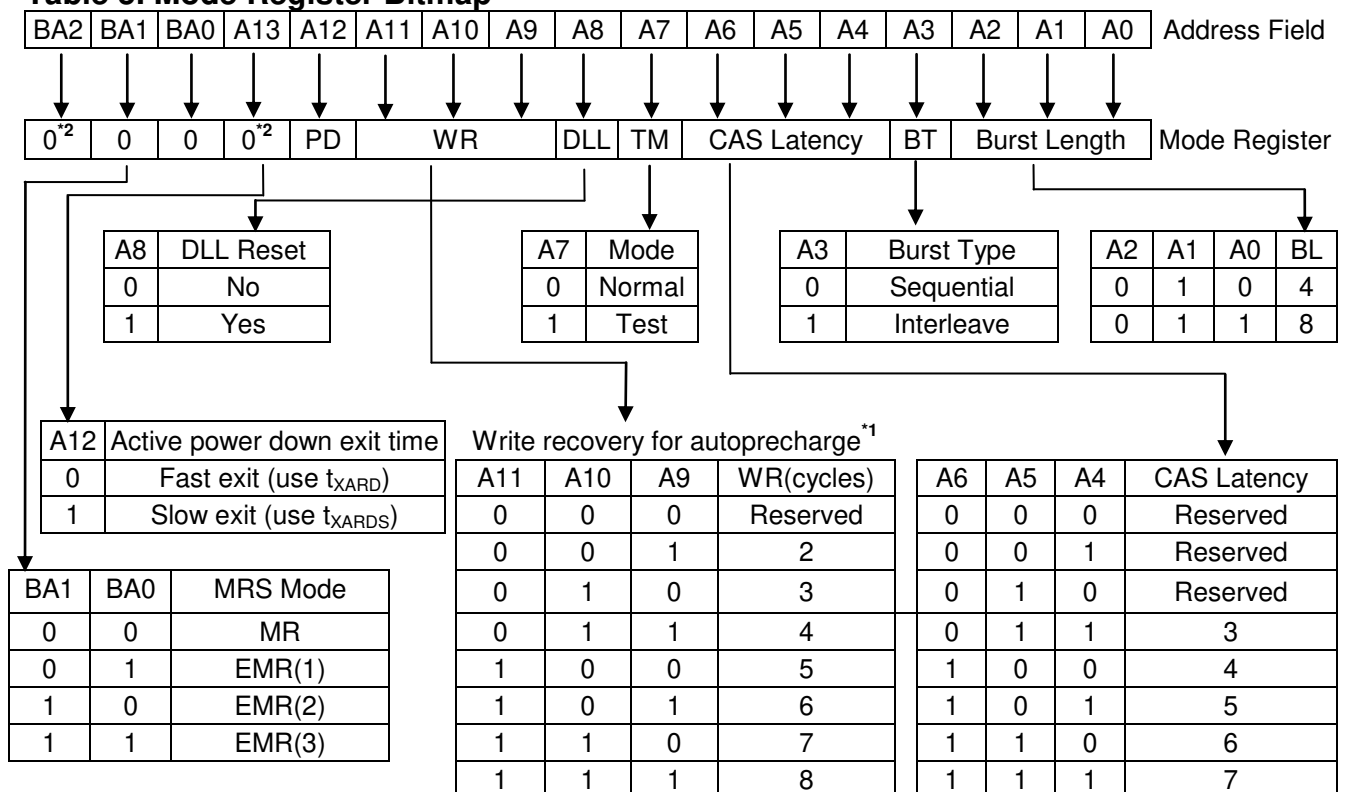 Table 5. Mode Register Bitmap
BA2 BA1 BA0 A13 A12 A11 A10 A9 A8 A7 A6 A5 A4 A3 A2 A1 A0 Address Field
0*2 0 0 0*2 PD WR DLL TM CAS Latency BT Burst Length Mode Register
A8 DLL Reset
0 No
1 Yes
A7 Mode
0 Normal
1 Test
A3 Burst Type
0 Sequential
1 Interleave
A2 A1 A0 BL
0 1 0 4
0 1 1 8
A12 Active power down exit time
0 Fast exit (use tXARD)
1 Slow exit (use tXARDS)
BA1 BA0 MRS Mode
0 0 MR
0 1 EMR(1)
1 0 EMR(2)
1 1 EMR(3)
Write recovery for autoprecharge*1
A11 A10 A9 WR(cycles)
0 0 0 Reserved
0 0 1 2
0 1 0 3
0 1 1 4
1 0 0 5
1 0 1 6
1 1 0 7
1 1 1 8
A6 A5 A4 CAS Latency
0 0 0 Reserved
0 0 1 Reserved
0 1 0 Reserved
0 1 1 3
1 0 0 4
1 0 1 5
1 1 0 6
1 1 1 7